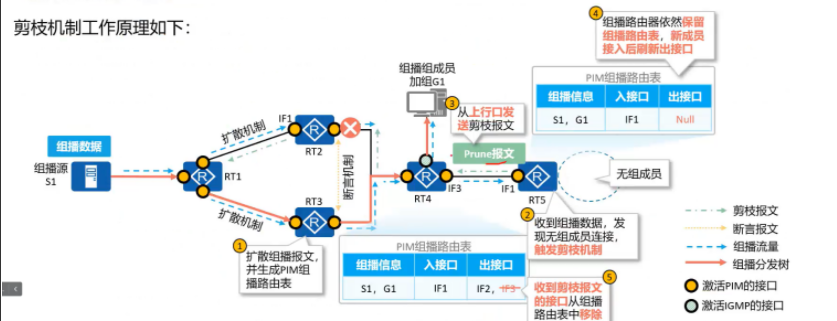 剪枝机制工作原理如下：
④
组播路由器依然保留
组播路由表，新成员
接入后刷新出接口
组播组成员
加组G1
③
从上行口发
送剪枝报文
PIM组播路由表
组播信息 入接口 出接口
S1，G1 IF1 Null
Prune报文
组播数据
组播源
S1
扩散机制
IF1
RT2
RT1
断言机制
RT3
扩散机制
RT4
IF3
IF1
RT5
无组成员
①
扩散组播报文，
并生成PIM组
播路由表
②
收到组播数据，发
现无组成员连接，
触发剪枝机制
PIM组播路由表
组播信息 入接口 出接口
S1，G1 IF1 IF2，IF3
⑤
收到剪枝报文
的接口从组播
路由表中移除
剪枝报文
断言报文
组播流量
组播分发树
激活PIM的接口
激活IGMP的接口